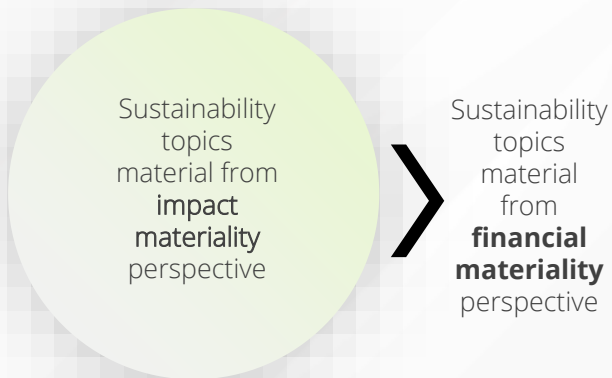 Sustainability
topics
material from
impact
materiality
perspective
Sustainability
topics
material
from
financial
materiality
perspective